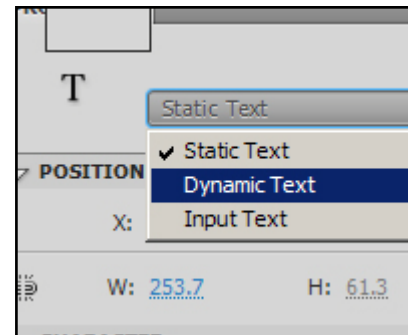 T
Static Text
✔ Static Text
Dynamic Text
POSITION
Input Text
X:
W: 253.7 H: 61.3